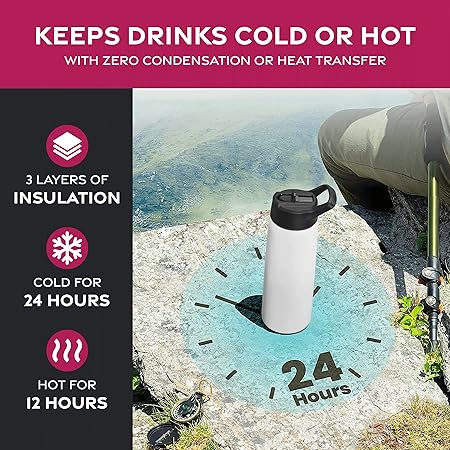 KEEPS DRINKS COLD OR HOT
WITH ZERO CONDENSATION OR HEAT TRANSFER
3 LAYERS OF
INSULATION
COLD FOR
24 HOURS
HOT FOR
12 HOURS
24
Hours